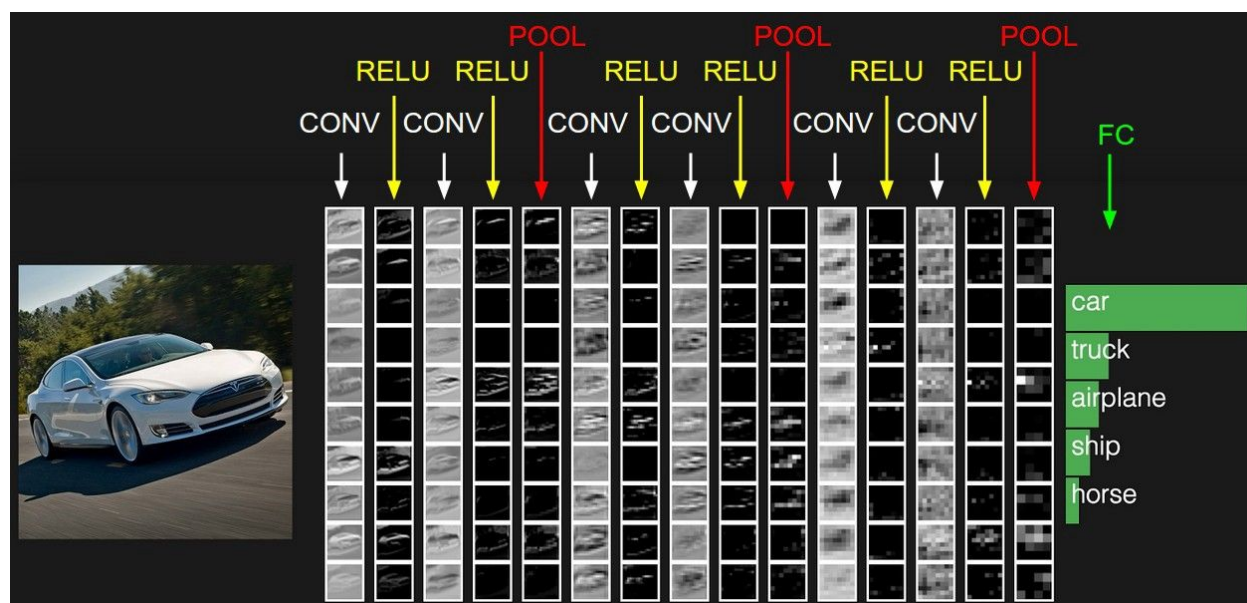 POOL POOL POOL
RELU RELU RELU RELU RELU RELU
CONV CONV CONV CONV CONV CONV
FC
car
truck
airplane
ship
horse